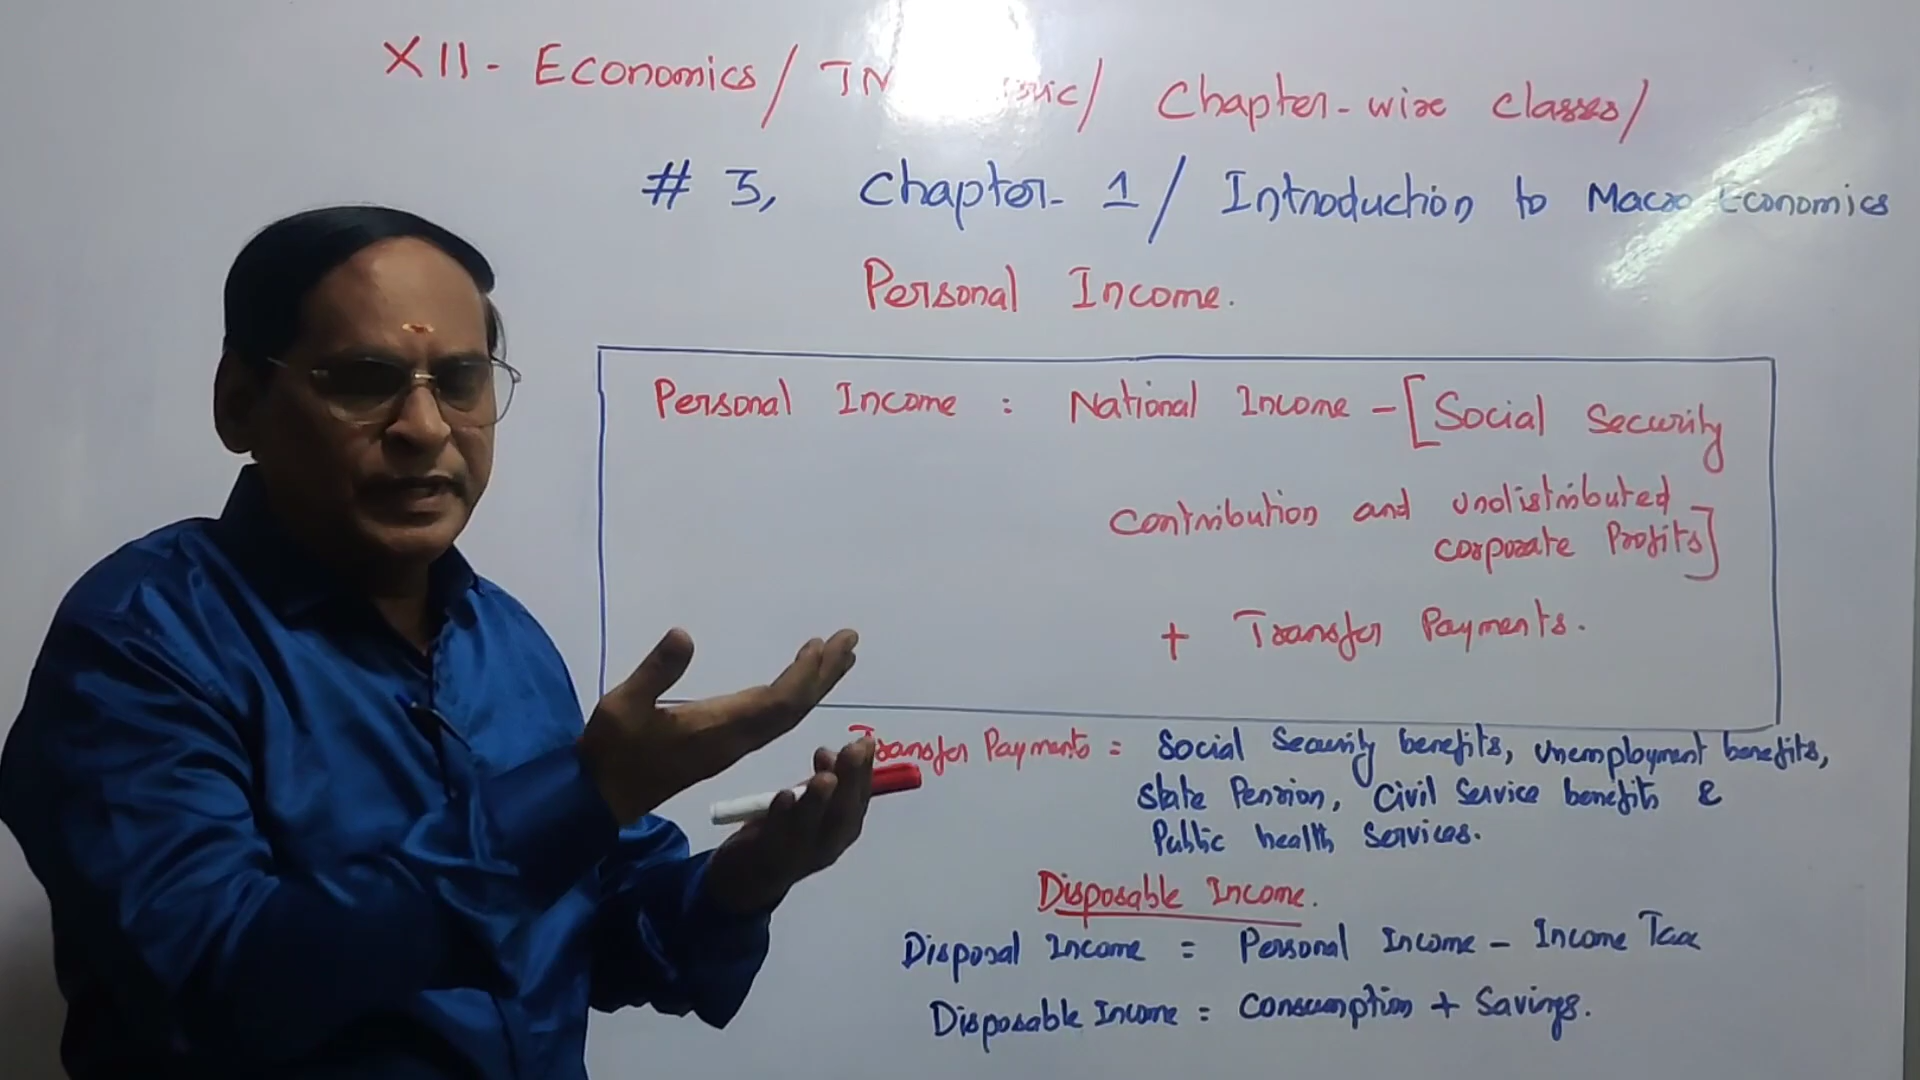 XII - Economics / TN / Chapter-wise classes /
# 3, Chapter - 1 / Introduction to Macro Economics
Personal Income.
Personal Income : National Income - [Social Security
Contribution and undistributed
corporate Profits]
+ Transfer Payments.
Transfer Payments = Social Security benefits, unemployment benefits,
State Pension, Civil Service benefits &
Public health Services.
Disposable Income.
Disposal Income = Personal Income - Income Tax
Disposable Income = Consumption + Savings.